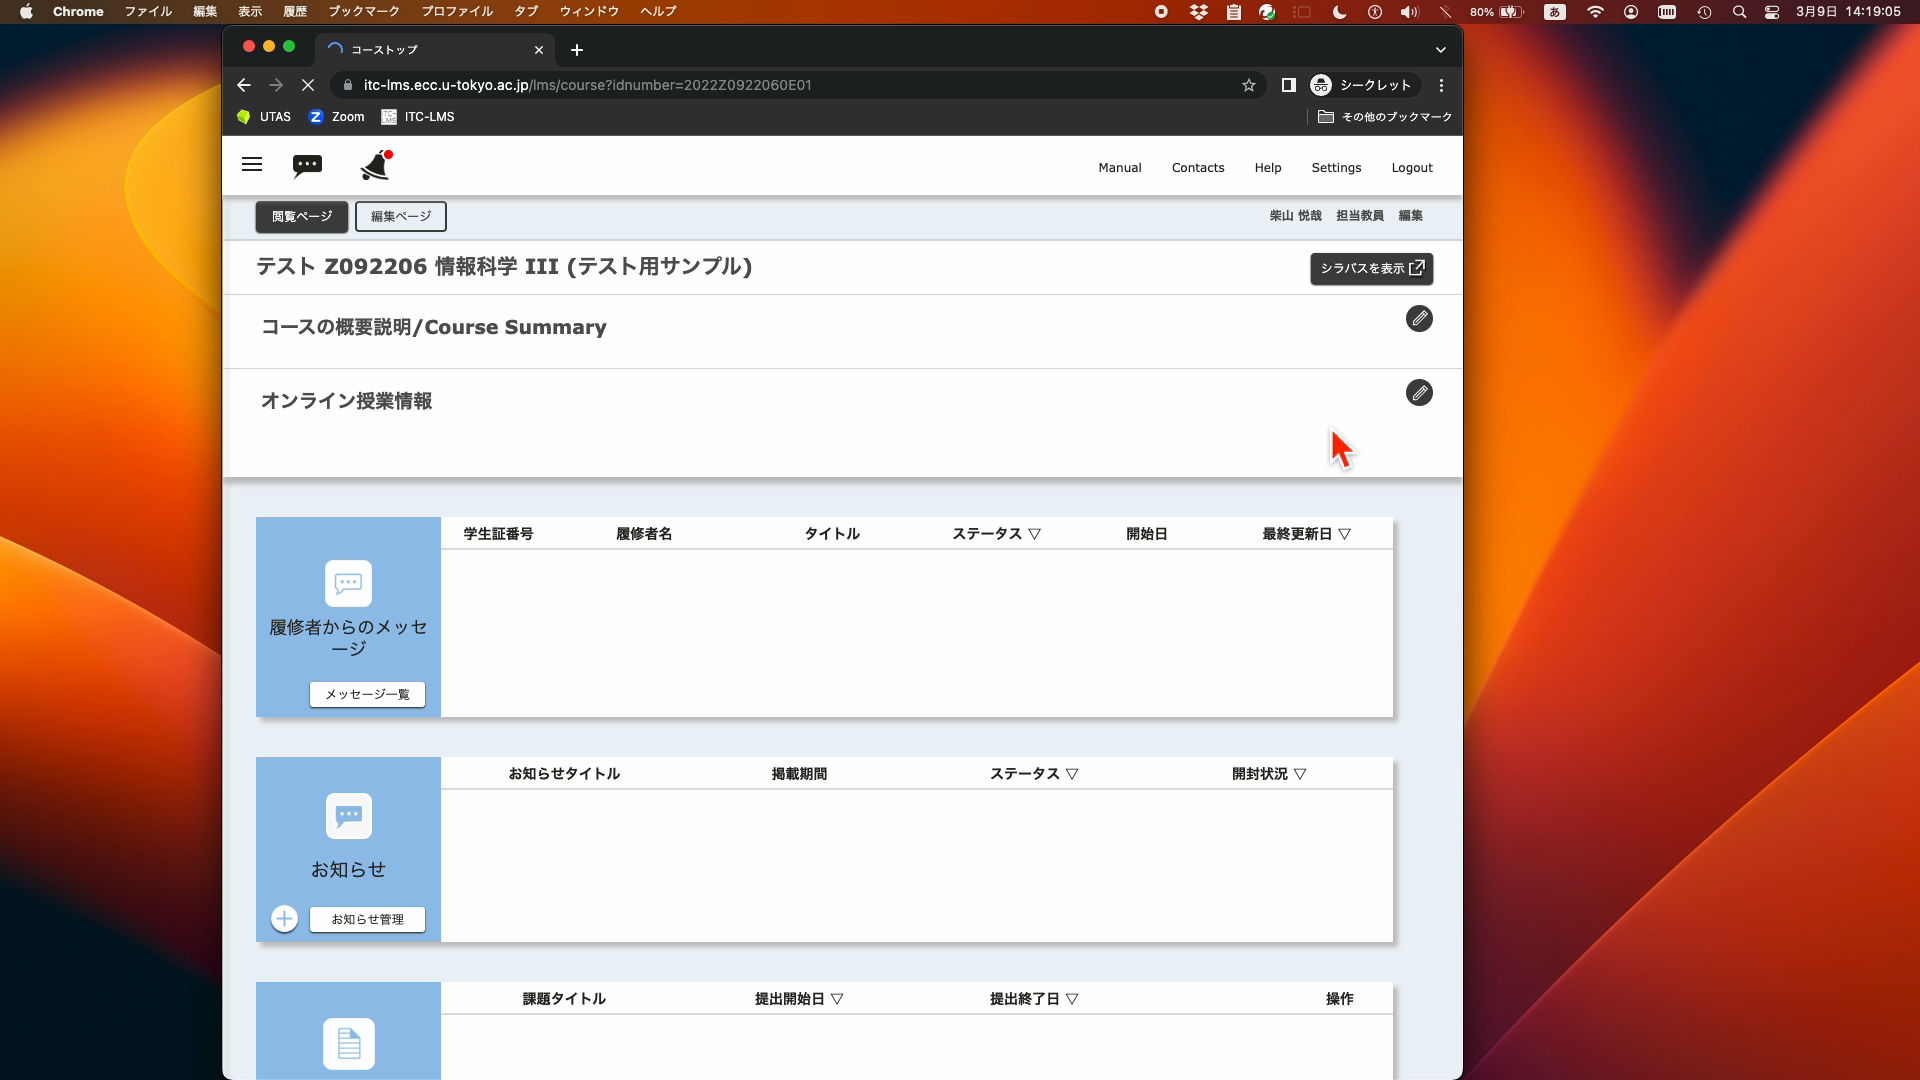 Chrome ファイル 編集 表示 履歴 ブックマーク プロファイル タブ ウィンドウ ヘルプ 80% あ 3月9日 14:19:05
コーストップ
itc-lms.ecc.u-tokyo.ac.jp/lms/course?idnumber=2022Z0922060E01 シークレット
UTAS Zoom ITC-LMS その他のブックマーク
Manual Contacts Help Settings Logout
閲覧ページ 編集ページ 柴山 悦哉 担当教員 編集
テスト Z092206 情報科学 III (テスト用サンプル) シラバスを表示
コースの概要説明/Course Summary
オンライン授業情報
学生証番号 履修者名 タイトル ステータス ▽ 開始日 最終更新日 ▽
履修者からのメッセ
ージ
メッセージ一覧
お知らせタイトル 掲載期間 ステータス ▽ 開封状況 ▽
お知らせ
お知らせ管理
課題タイトル 提出開始日 ▽ 提出終了日 ▽ 操作